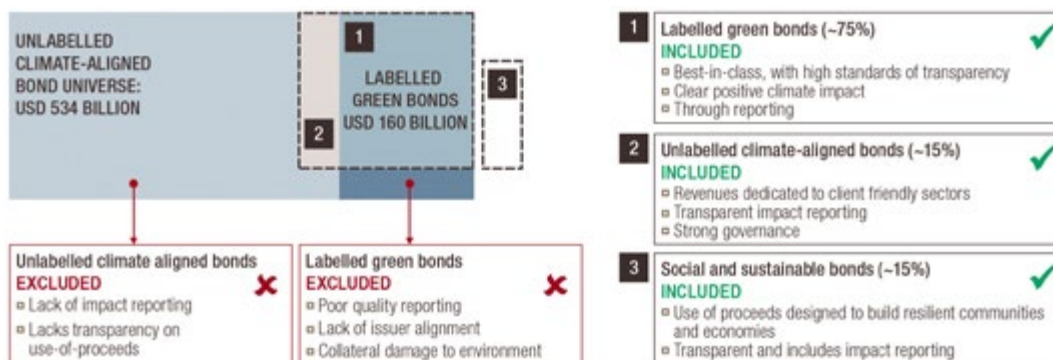 UNLABELLED
CLIMATE-ALIGNED
BOND UNIVERSE:
USD 534 BILLION
1
LABELLED
GREEN BONDS
USD 160 BILLION
2
3
Unlabelled climate aligned bonds
EXCLUDED
Lack of impact reporting
Lacks transparency on
use-of-proceeds
Labelled green bonds
EXCLUDED
Poor quality reporting
Lack of issuer alignment
Collateral damage to environment
1
Labelled green bonds (~75%)
INCLUDED
Best-in-class, with high standards of transparency
Clear positive climate impact
Through reporting
2
Unlabelled climate-aligned bonds (~15%)
INCLUDED
Revenues dedicated to client friendly sectors
Transparent impact reporting
Strong governance
3
Social and sustainable bonds (~15%)
INCLUDED
Use of proceeds designed to build resilient communities
and economies
Transparent and includes impact reporting